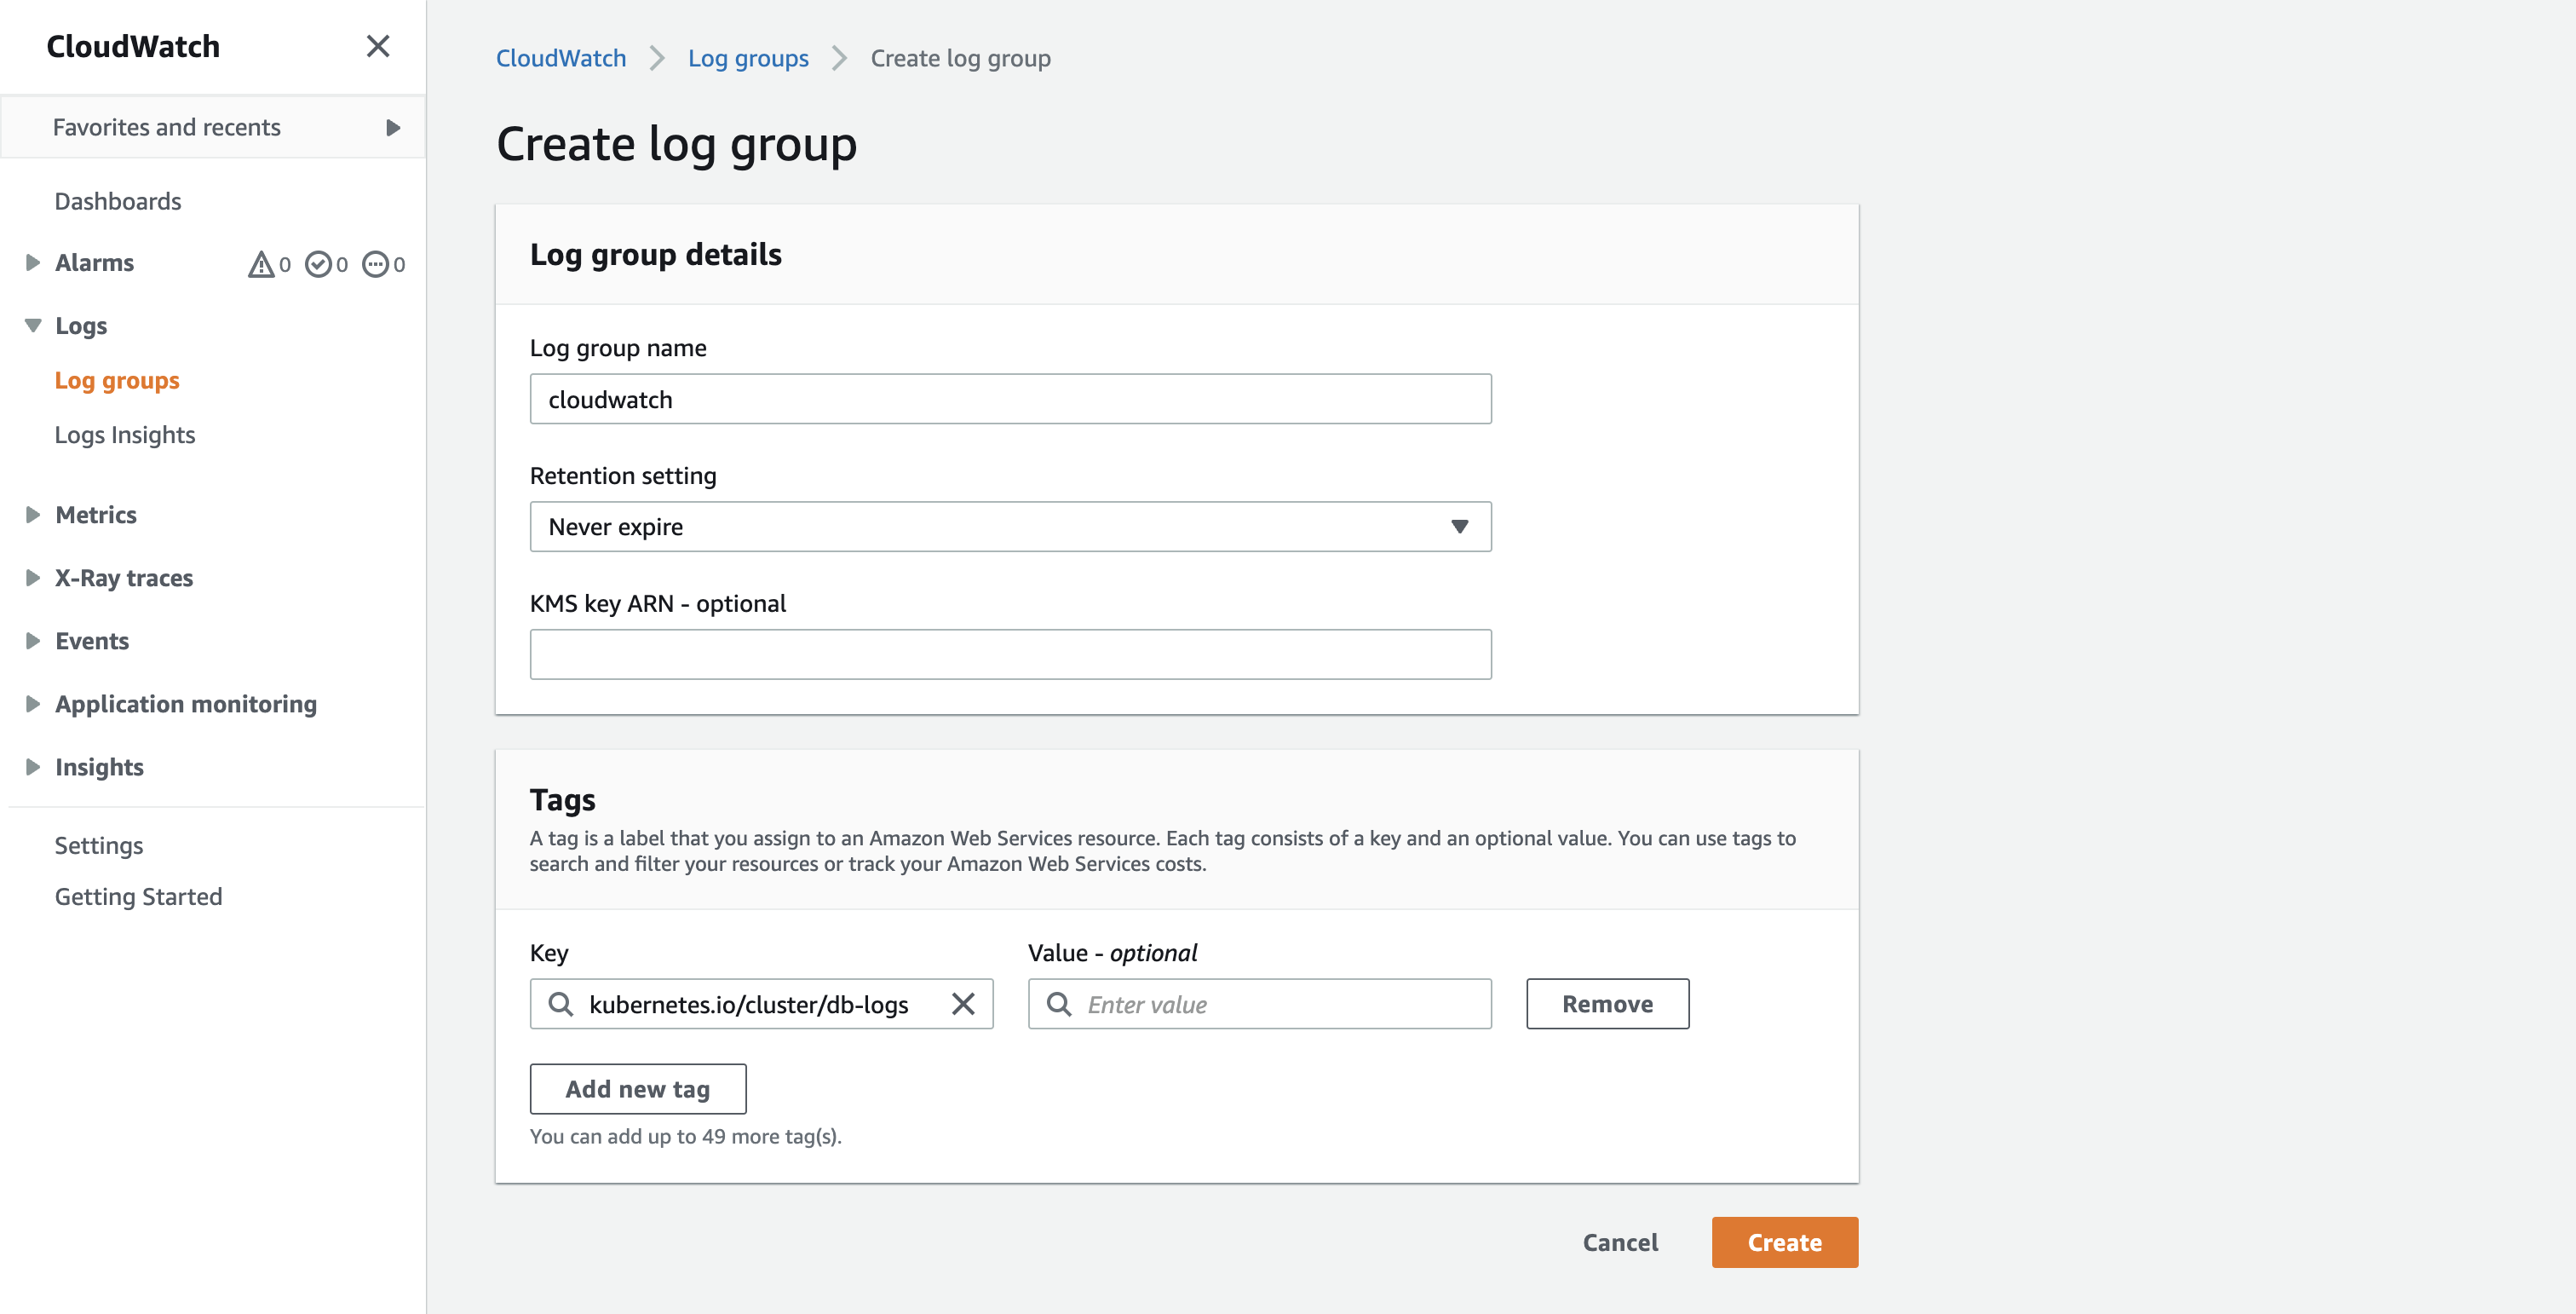 CloudWatch
Favorites and recents
Dashboards
Alarms 0 0 0
Logs
Log groups
Logs Insights
Metrics
X-Ray traces
Events
Application monitoring
Insights
Settings
Getting Started
CloudWatch Log groups Create log group
Create log group
Log group details
Log group name
cloudwatch
Retention setting
Never expire
KMS key ARN - optional
Tags
A tag is a label that you assign to an Amazon Web Services resource. Each tag consists of a key and an optional value. You can use tags to
search and filter your resources or track your Amazon Web Services costs.
Key Value - optional
kubernetes.io/cluster/db-logs Enter value Remove
Add new tag
You can add up to 49 more tag(s).
Cancel Create